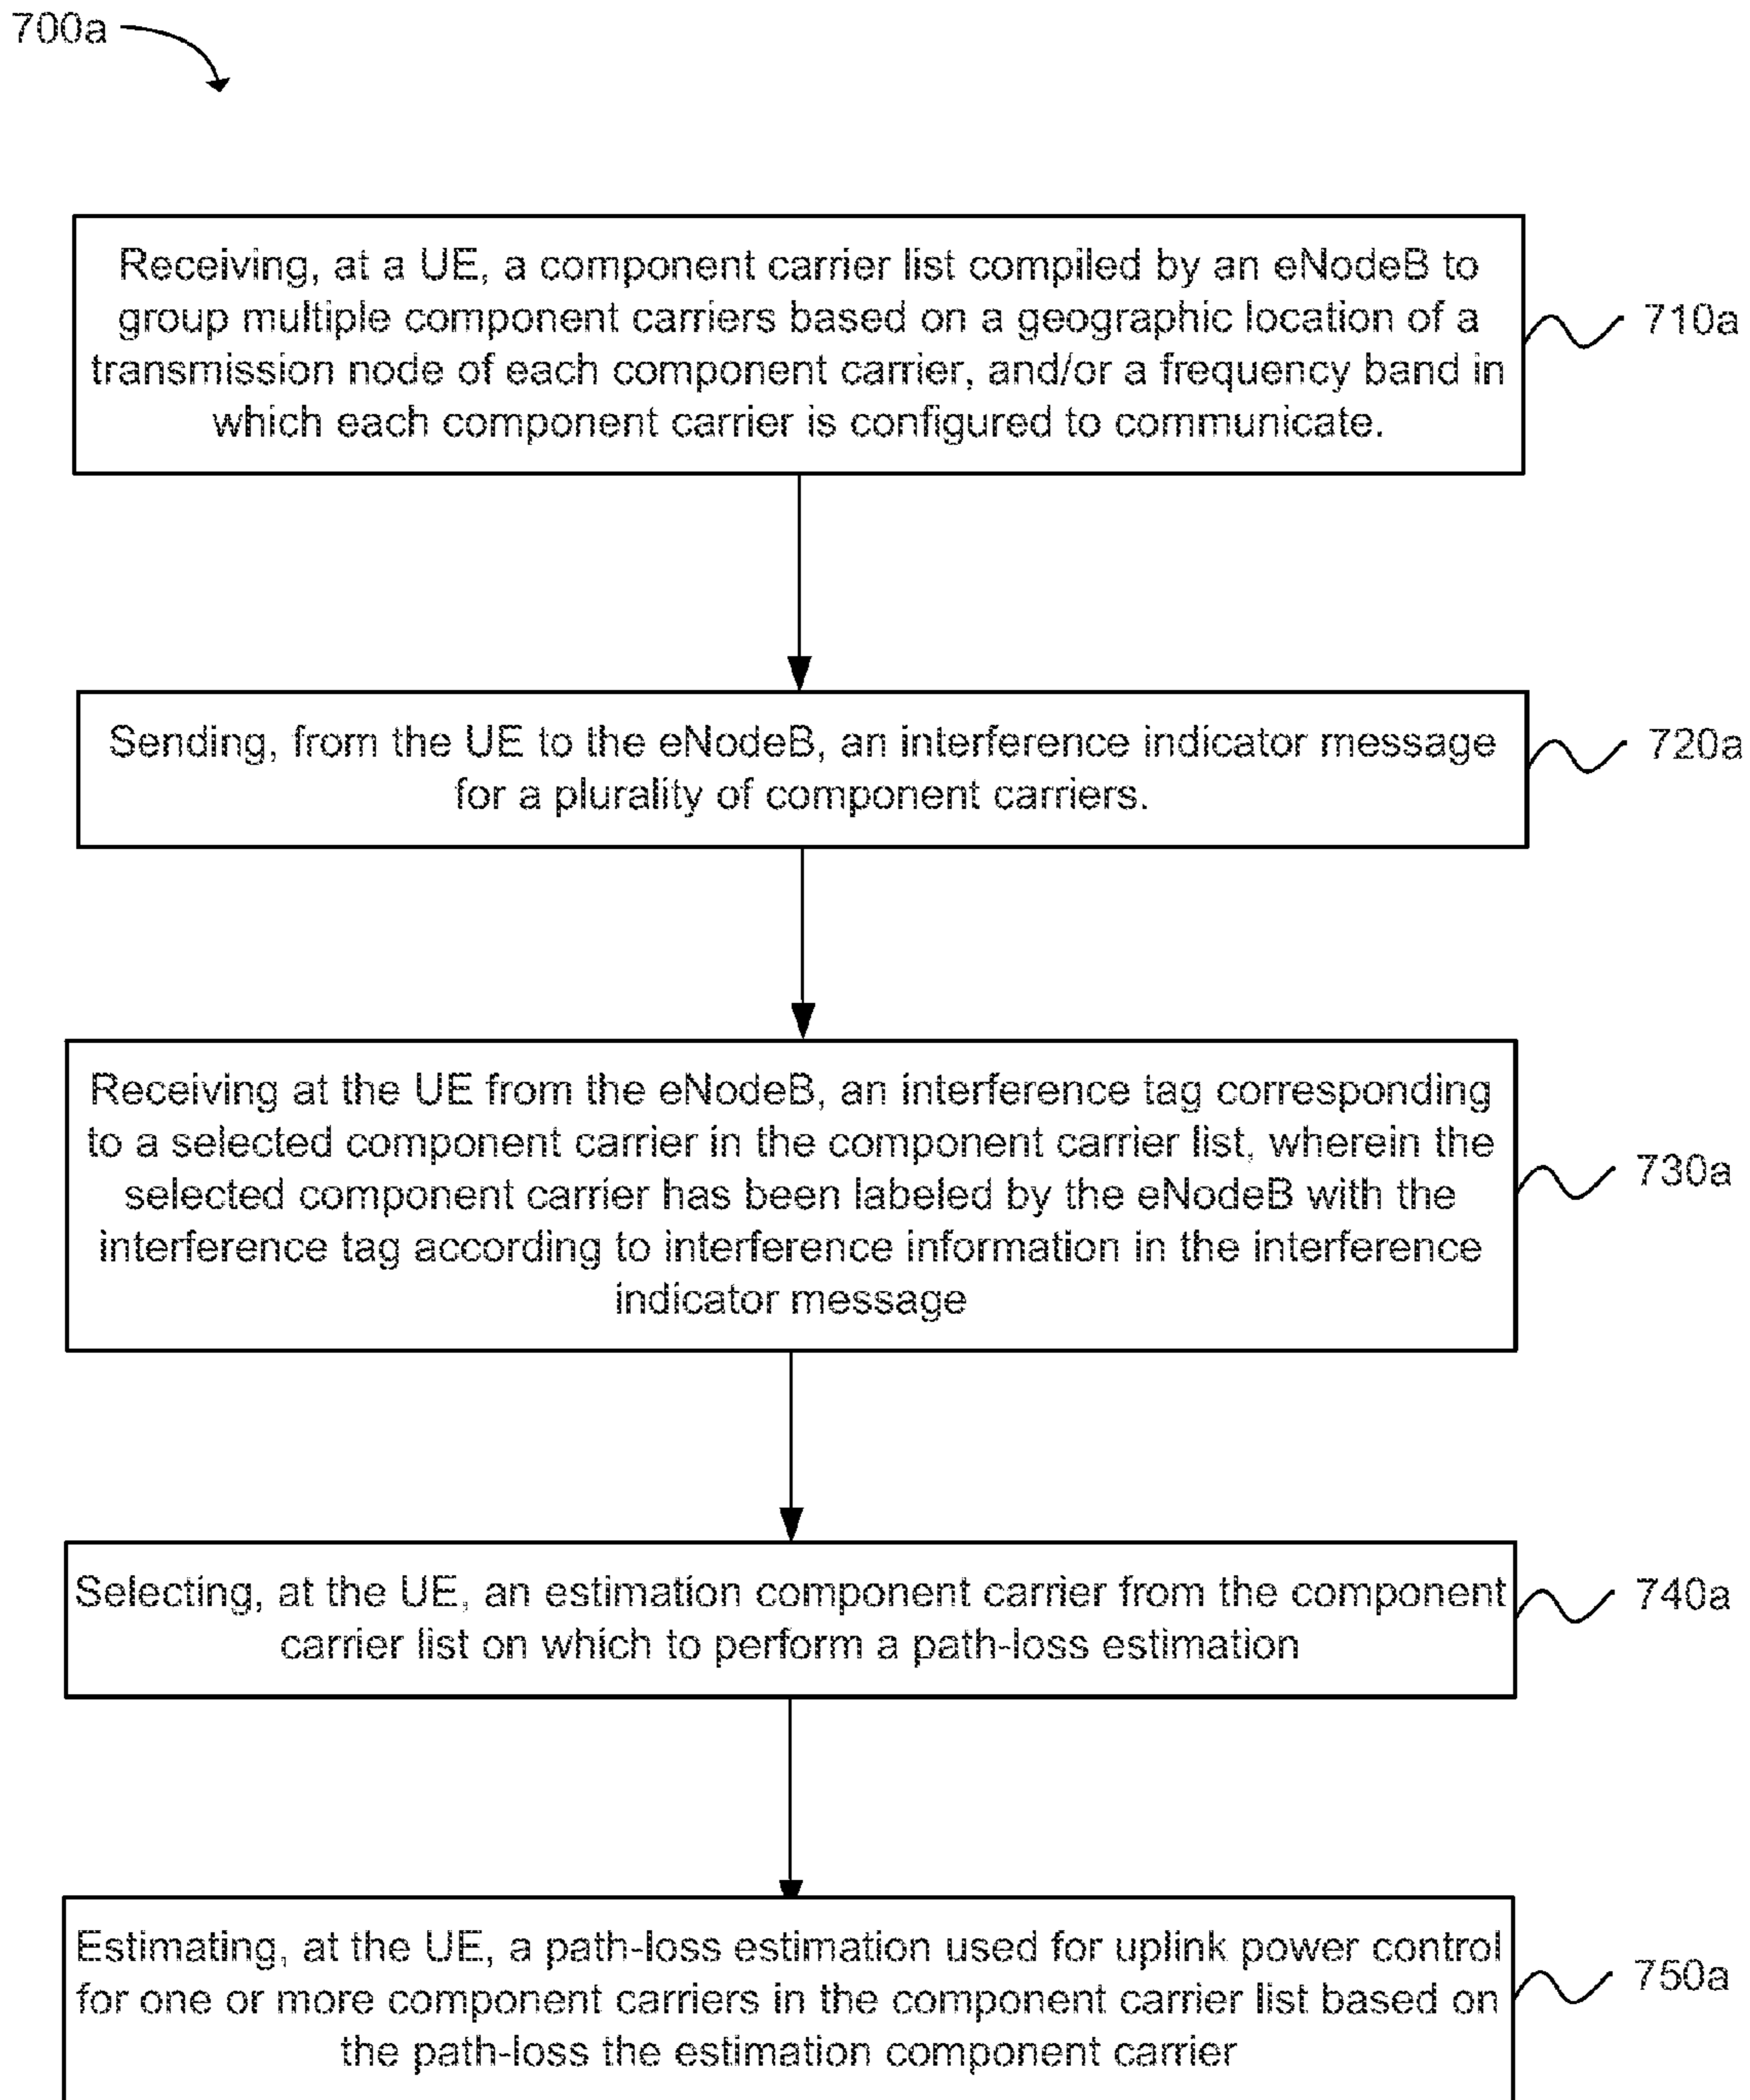 700a
Receiving, at a UE, a component carrier list compiled by an eNodeB to
group multiple component carriers based on a geographic location of a
transmission node of each component carrier, and/or a frequency band in
which each component carrier is configured to communicate.
710a
Sending, from the UE to the eNodeB, an interference indicator message
for a plurality of component carriers.
720a
Receiving at the UE from the eNodeB, an interference tag corresponding
to a selected component carrier in the component carrier list, wherein the
selected component carrier has been labeled by the eNodeB with the
interference tag according to interference information in the interference
indicator message
730a
Selecting, at the UE, an estimation component carrier from the component
carrier list on which to perform a path-loss estimation
740a
Estimating, at the UE, a path-loss estimation used for uplink power control
for one or more component carriers in the component carrier list based on
the path-loss the estimation component carrier
750a